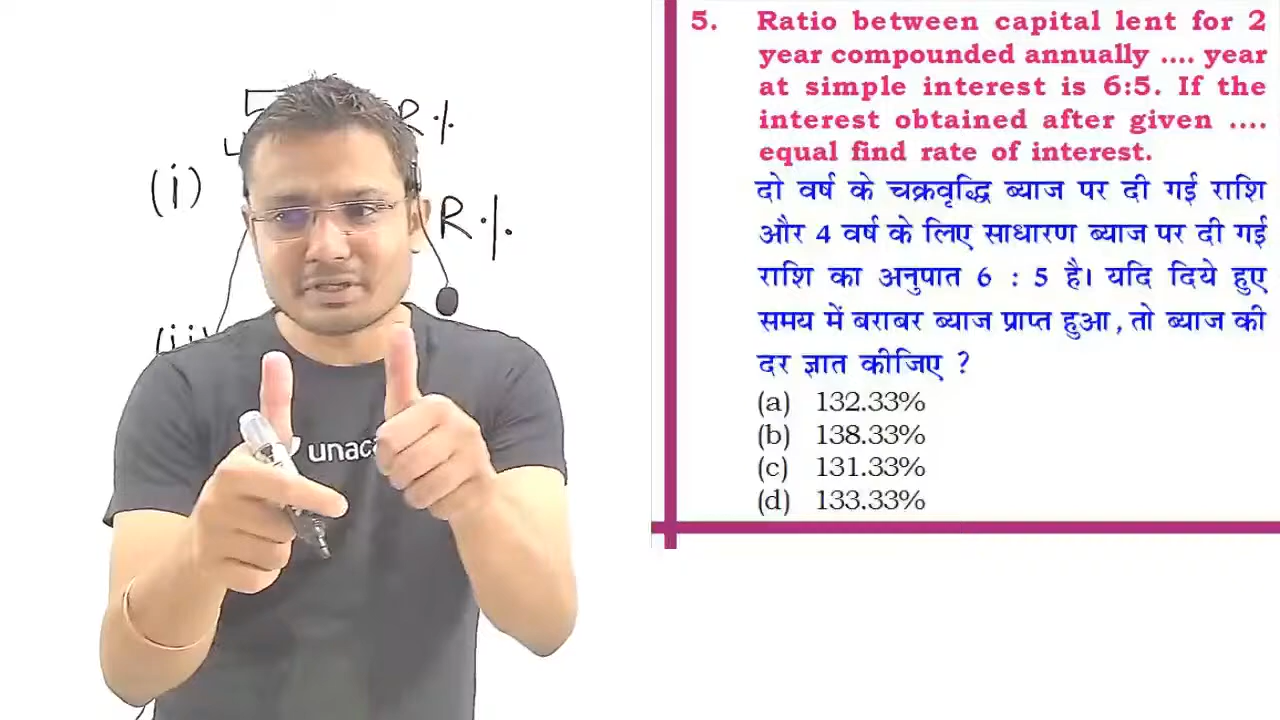 5. Ratio between capital lent for 2
year compounded annually .... year
at simple interest is 6:5. If the
interest obtained after given ....
equal find rate of interest.
दो वर्ष के चक्रवृद्धि ब्याज पर दी गई राशि
और 4 वर्ष के लिए साधारण ब्याज पर दी गई
राशि का अनुपात 6 : 5 है। यदि दिये हुए
समय में बराबर ब्याज प्राप्त हुआ, तो ब्याज की
दर ज्ञात कीजिए ?
(a) 132.33%
(b) 138.33%
(c) 131.33%
(d) 133.33%
R%
(i)
R%
(ii)